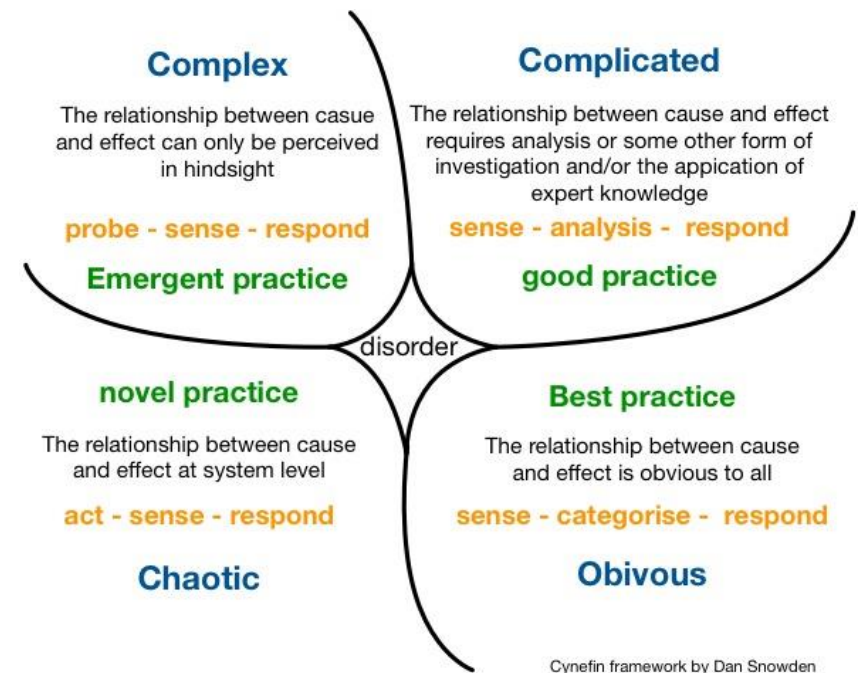 Complex
The relationship between casue
and effect can only be perceived
in hindsight
probe - sense - respond
Emergent practice
Complicated
The relationship between cause and effect
requires analysis or some other form of
investigation and/or the appication of
expert knowledge
sense - analysis - respond
good practice
disorder
novel practice
The relationship between cause
and effect at system level
act - sense - respond
Chaotic
Best practice
The relationship between cause
and effect is obvious to all
sense - categorise - respond
Obivous
Cynefin framework by Dan Snowden